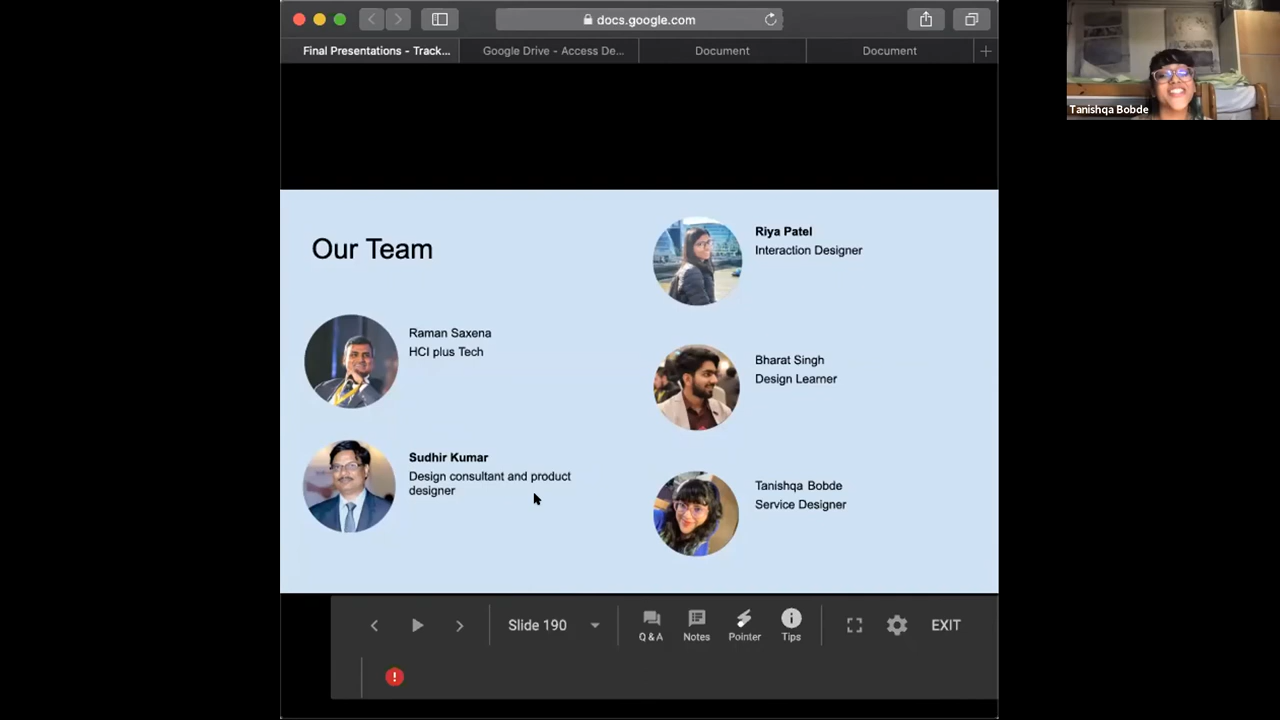 docs.google.com
Final Presentations - Track...
Google Drive - Access De...
Document
Document
Tanishqa Bobde
Our Team
Raman Saxena
HCI plus Tech
Sudhir Kumar
Design consultant and product
designer
Riya Patel
Interaction Designer
Bharat Singh
Design Learner
Tanishqa Bobde
Service Designer
Slide 190
Q & A
Notes
Pointer
Tips
EXIT